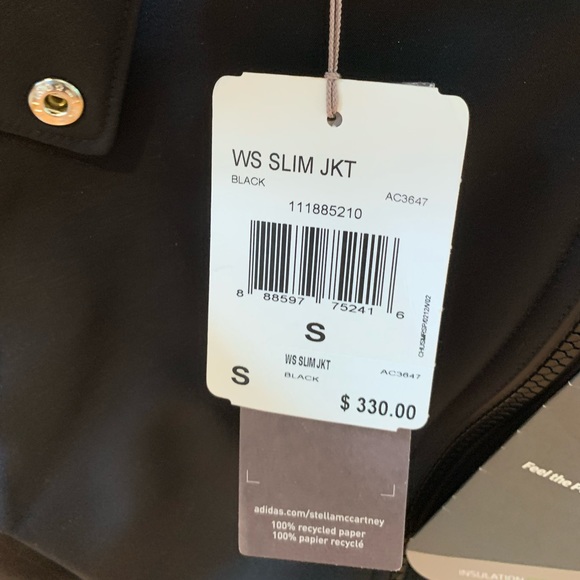 WS SLIM JKT
BLACK
AC3647
111885210
8 88597 75241 6
S
WS SLIM JKT
BLACK
AC3647
S
$ 330.00
adidas.com/stellamccartney
100% recycled paper
100% papier recyclé
Feel the
INSULATION